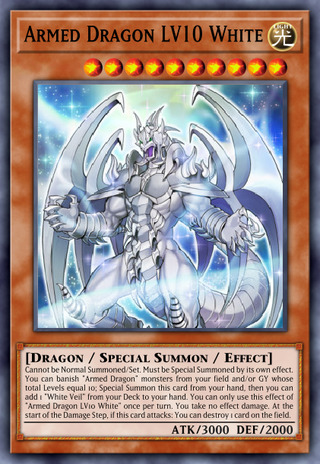 ARMED DRAGON LV10 WHITE
LIGHT
光
[DRAGON / SPECIAL SUMMON / EFFECT]
Cannot be Normal Summoned/Set. Must be Special Summoned by its own effect.
You can banish "Armed Dragon" monsters from your field and/or GY whose
total Levels equal 10; Special Summon this card from your hand, then you can
add 1 "White Veil" from your Deck to your hand. You can only use this effect of
"Armed Dragon LV10 White" once per turn. You take no effect damage. At the
start of the Damage Step, if this card attacks: You can destroy 1 card on the field.
ATK/3000 DEF/2000